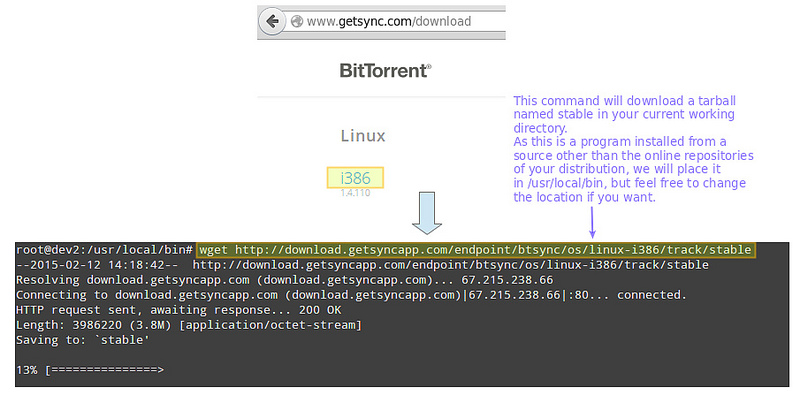 www.getsync.com/download
BitTorrent®
Linux
i386
1.4.110
This command will download a tarball
named stable in your current working
directory.
As this is a program installed from a
source other than the online repositories
of your distribution, we will place it
in /usr/local/bin, but feel free to change
the location if you want.
root@dev2:/usr/local/bin# wget http://download.getsyncapp.com/endpoint/btsync/os/linux-i386/track/stable
--2015-02-12 14:18:42--  http://download.getsyncapp.com/endpoint/btsync/os/linux-i386/track/stable
Resolving download.getsyncapp.com (download.getsyncapp.com)... 67.215.238.66
Connecting to download.getsyncapp.com (download.getsyncapp.com)|67.215.238.66|:80... connected.
HTTP request sent, awaiting response... 200 OK
Length: 3986220 (3.8M) [application/octet-stream]
Saving to: `stable'
13% [===============>